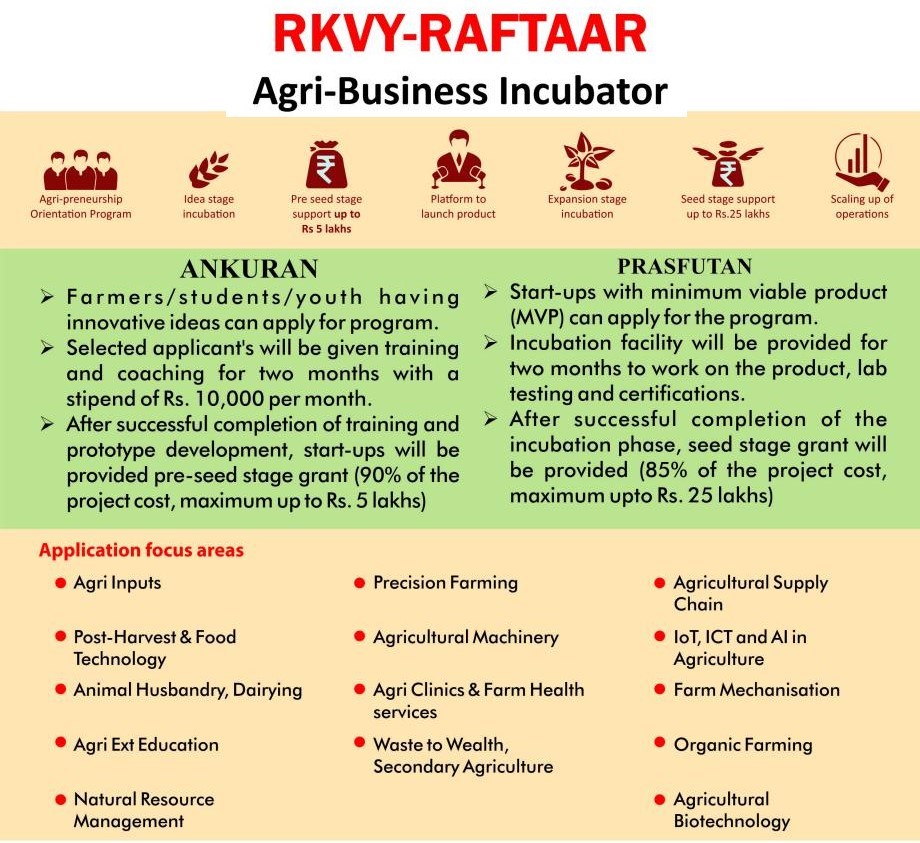 RKVY-RAFTAAR
Agri-Business Incubator
Agri-preneurship
Orientation Program
Idea stage
incubation
Pre seed stage
support up to
Rs 5 lakhs
Platform to
launch product
Expansion stage
incubation
Seed stage support
up to Rs.25 lakhs
Scaling up of
operations
ANKURAN
➢ Farmers/students/youth having
innovative ideas can apply for program.
➢ Selected applicant's will be given training
and coaching for two months with a
stipend of Rs. 10,000 per month.
➢ After successful completion of training and
prototype development, start-ups will be
provided pre-seed stage grant (90% of the
project cost, maximum up to Rs. 5 lakhs)
PRASFUTAN
➢ Start-ups with minimum viable product
(MVP) can apply for the program.
➢ Incubation facility will be provided for
two months to work on the product, lab
testing and certifications.
➢ After successful completion of the
incubation phase, seed stage grant will
be provided (85% of the project cost,
maximum upto Rs. 25 lakhs)
Application focus areas
• Agri Inputs
• Precision Farming
• Agricultural Supply
Chain
• Post-Harvest & Food
Technology
• Agricultural Machinery
• IoT, ICT and AI in
Agriculture
• Animal Husbandry, Dairying
• Agri Clinics & Farm Health
services
• Farm Mechanisation
• Agri Ext Education
• Waste to Wealth,
Secondary Agriculture
• Organic Farming
• Natural Resource
Management
• Agricultural
Biotechnology